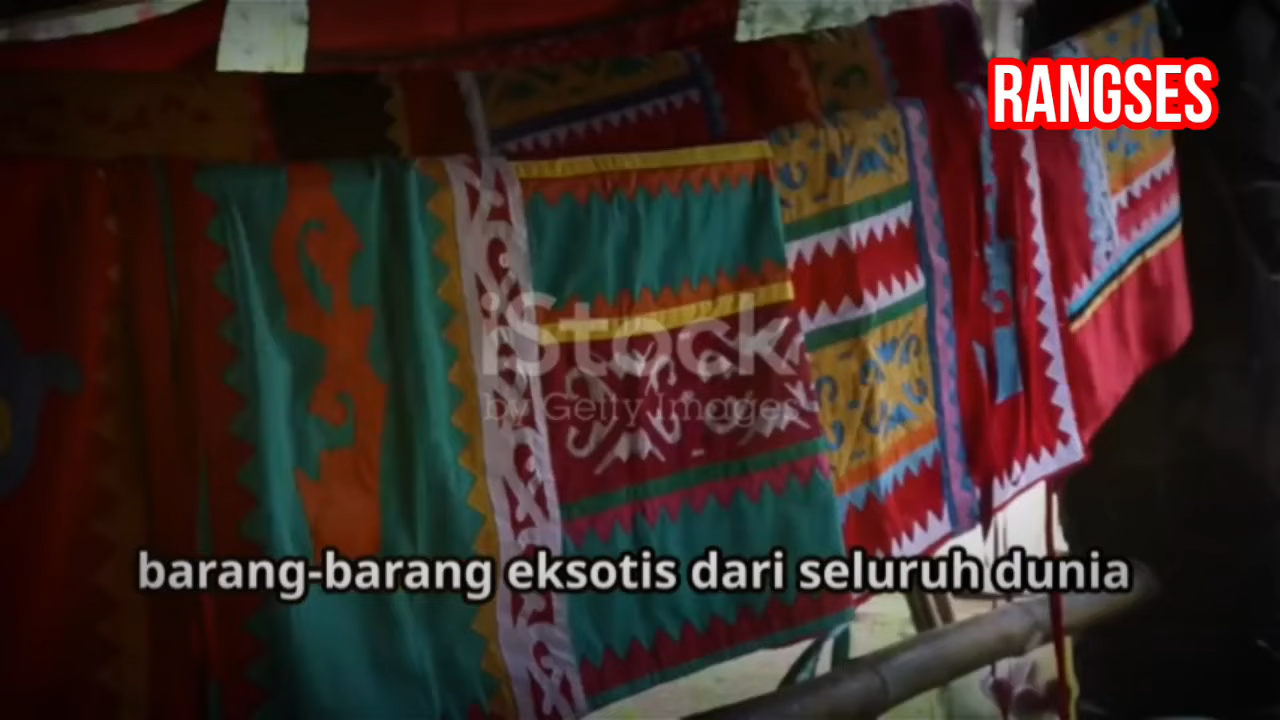 RANGSES
iStock
by Getty Images
barang-barang eksotis dari seluruh dunia